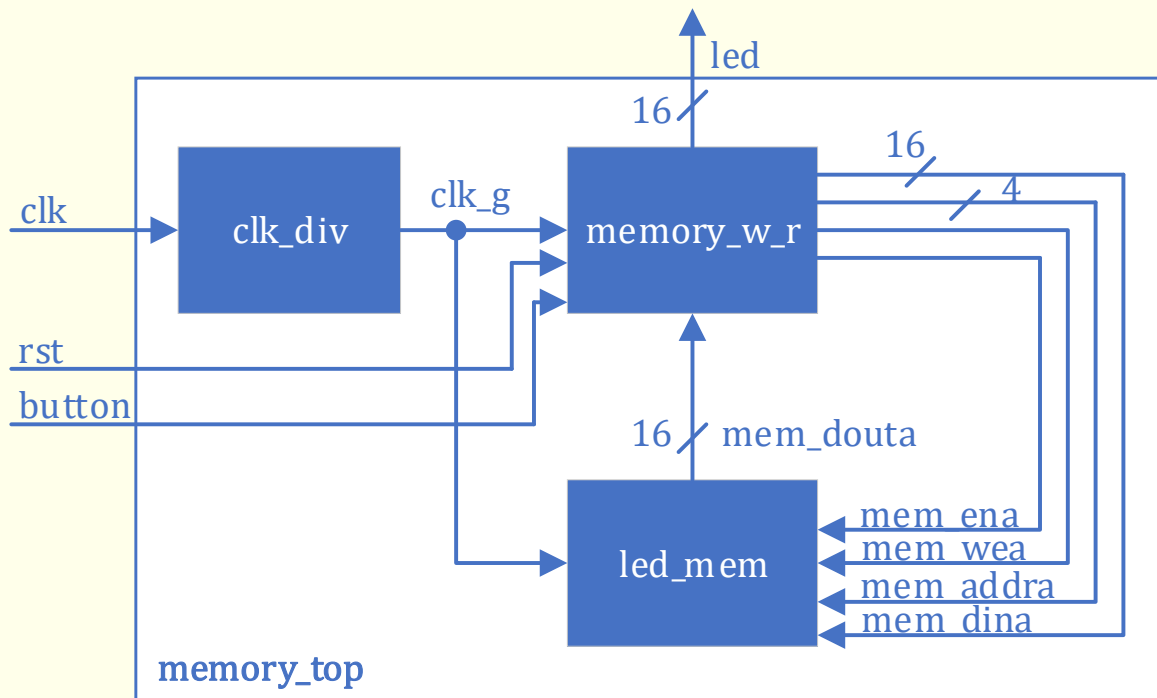 led
16
16
4
clk
clk_g
clk_div
memory_w_r
rst
button
16
mem_douta
mem_ena
mem_wea
led_mem
mem_addra
mem_dina
memory_top